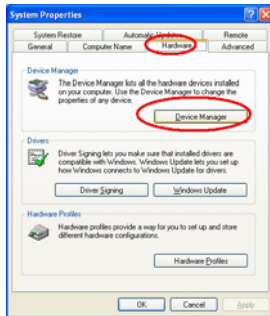 System Properties
System Restore Automatic Updates Remote
General Computer Name Hardware Advanced
Device Manager
The Device Manager lists all the hardware devices installed
on your computer. Use the Device Manager to change the
properties of any device.
Device Manager
Drivers
Driver Signing lets you make sure that installed drivers are
compatible with Windows. Windows Update lets you set up
how Windows connects to Windows Update for drivers.
Driver Signing Windows Update
Hardware Profiles
Hardware profiles provide a way for you to set up and store
different hardware configurations.
Hardware Profiles
OK Cancel Apply